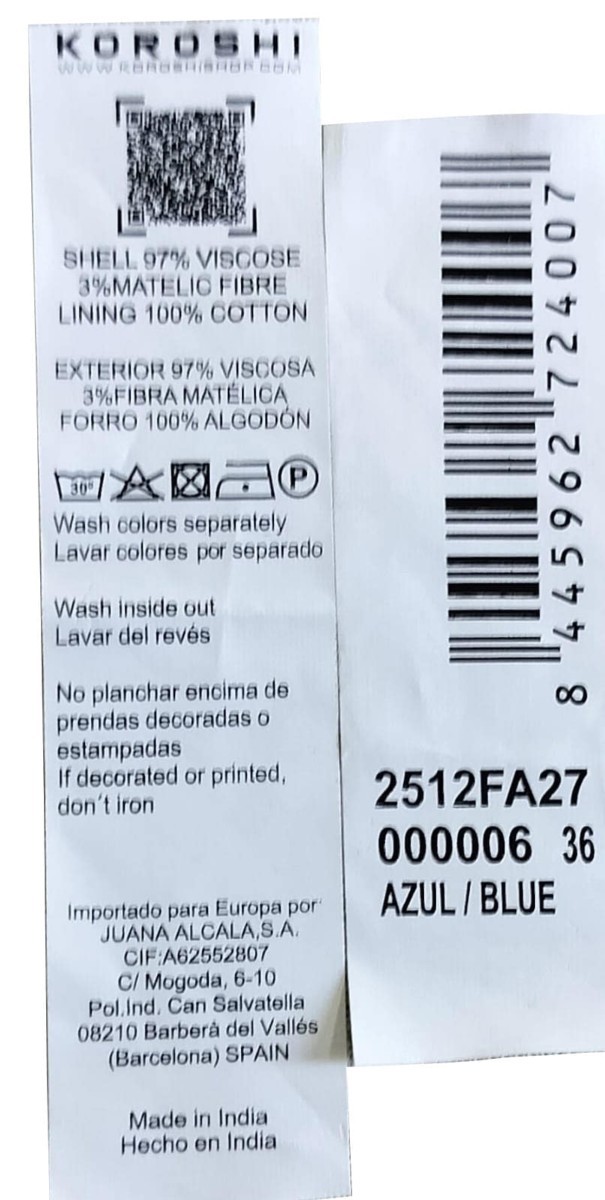 KOROSHI
WWW.KOROSHISHOP.COM
SHELL 97% VISCOSE
3%MATELIC FIBRE
LINING 100% COTTON
EXTERIOR 97% VISCOSA
3%FIBRA MATÉLICA
FORRO 100% ALGODÓN
30°
P
Wash colors separately
Lavar colores por separado
Wash inside out
Lavar del revés
No planchar encima de
prendas decoradas o
estampadas
If decorated or printed,
don't iron
Importado para Europa por
JUANA ALCALA,S.A.
CIF:A62552807
C/ Mogoda, 6-10
Pol.Ind. Can Salvatella
08210 Barberà del Vallés
(Barcelona) SPAIN
Made in India
Hecho en India
8 445962 724007
2512FA27
000006 36
AZUL / BLUE